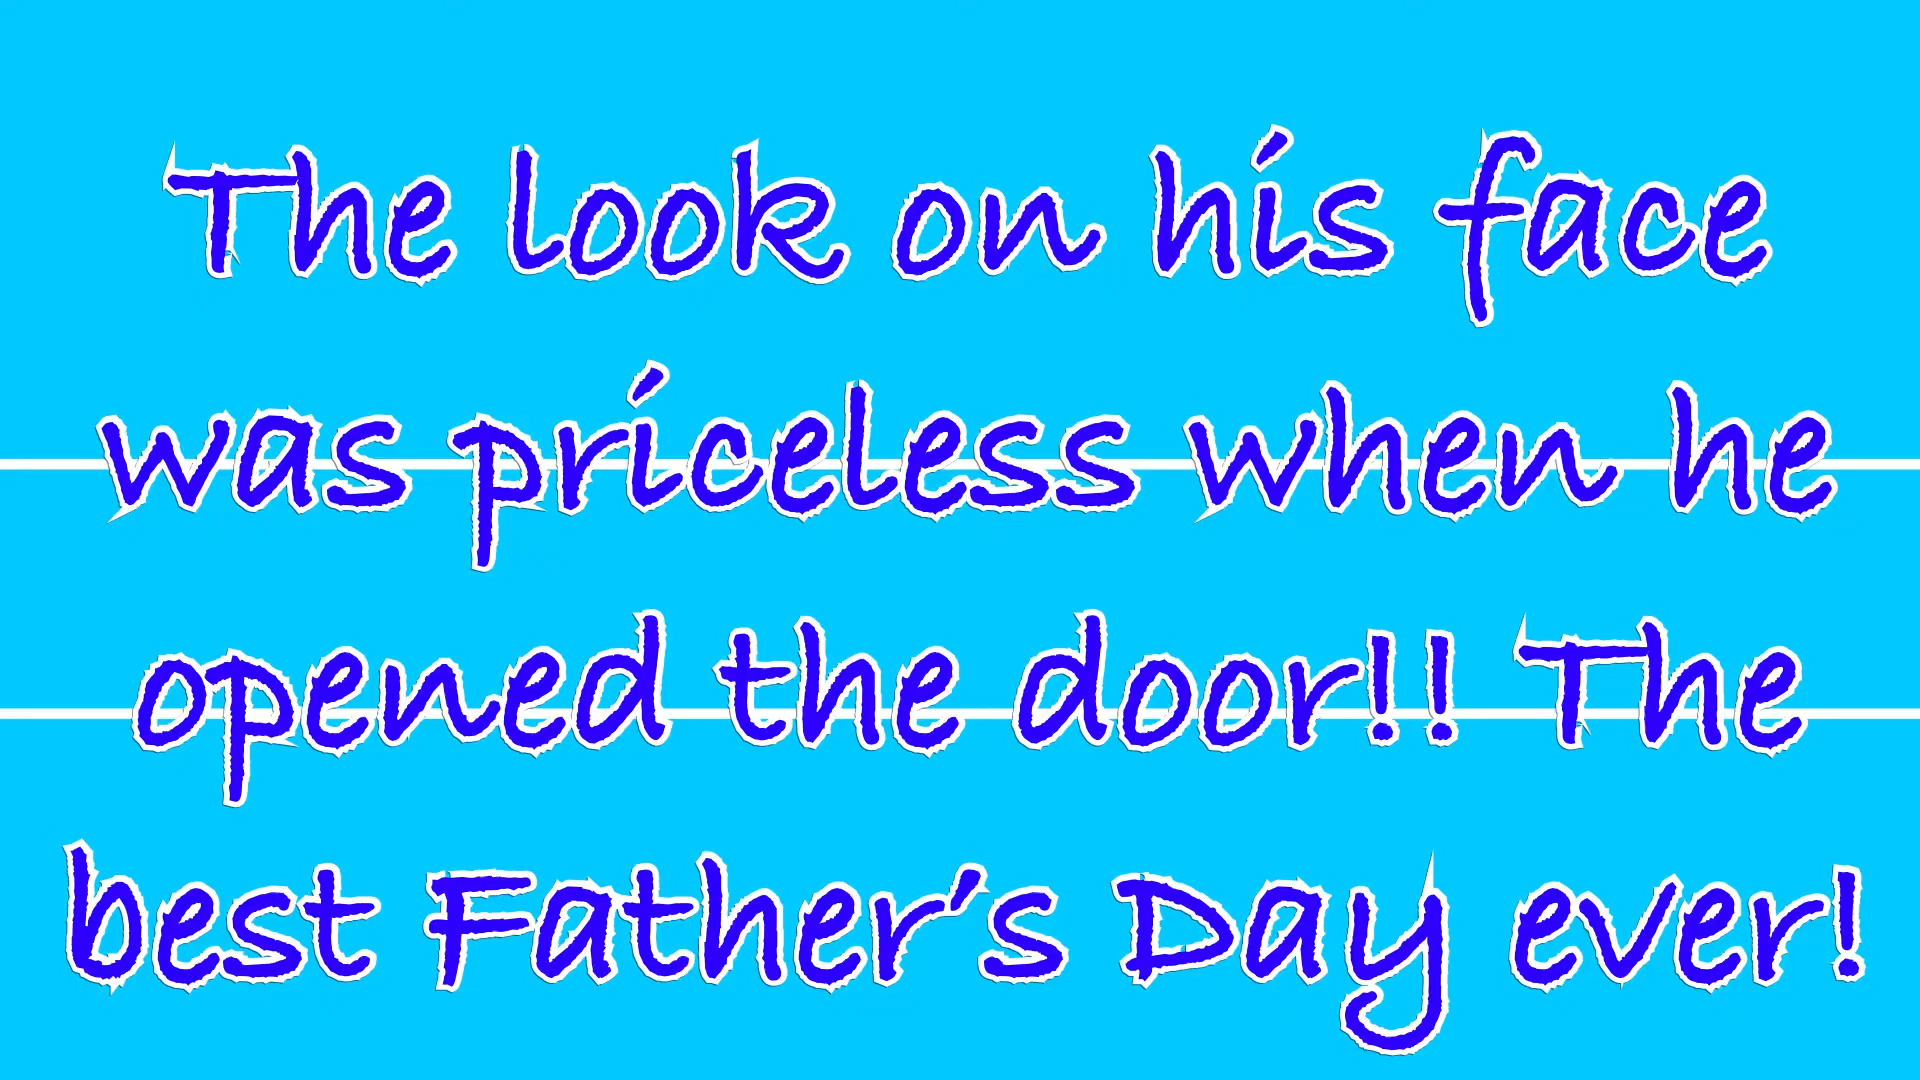 The look on his face
was priceless when he
opened the door!! The
best Father's Day ever!